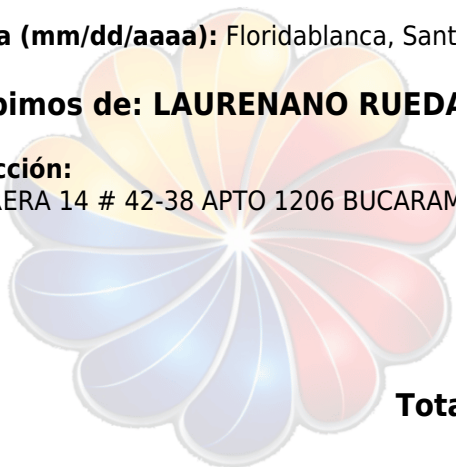 a (mm/dd/aaaa): Floridablanca, Sant
bimos de: LAURENANO RUEDA
cción:
ERA 14 # 42-38 APTO 1206 BUCARAM
Tota